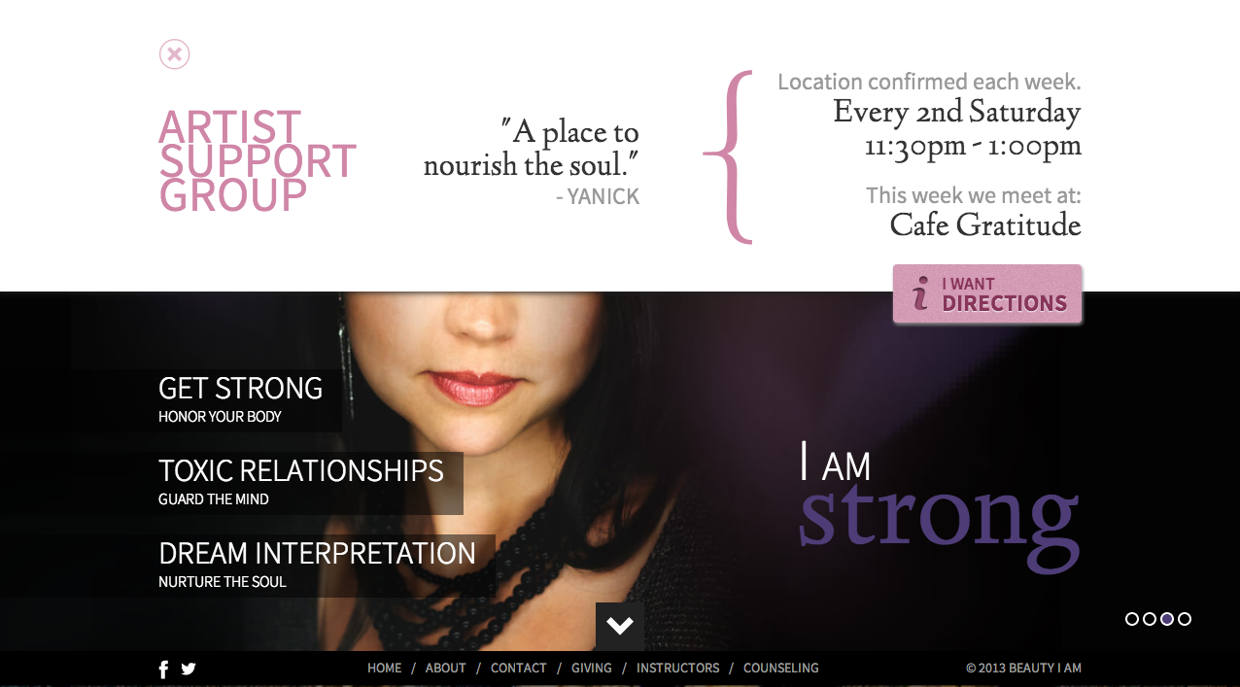 ARTIST
SUPPORT
GROUP
"A place to
nourish the soul."
- YANICK
Location confirmed each week.
Every 2nd Saturday
11:30pm - 1:00pm
This week we meet at:
Cafe Gratitude
i I WANT
DIRECTIONS
GET STRONG
HONOR YOUR BODY
TOXIC RELATIONSHIPS
GUARD THE MIND
DREAM INTERPRETATION
NURTURE THE SOUL
I AM
strong
HOME / ABOUT / CONTACT / GIVING / INSTRUCTORS / COUNSELING
© 2013 BEAUTY I AM